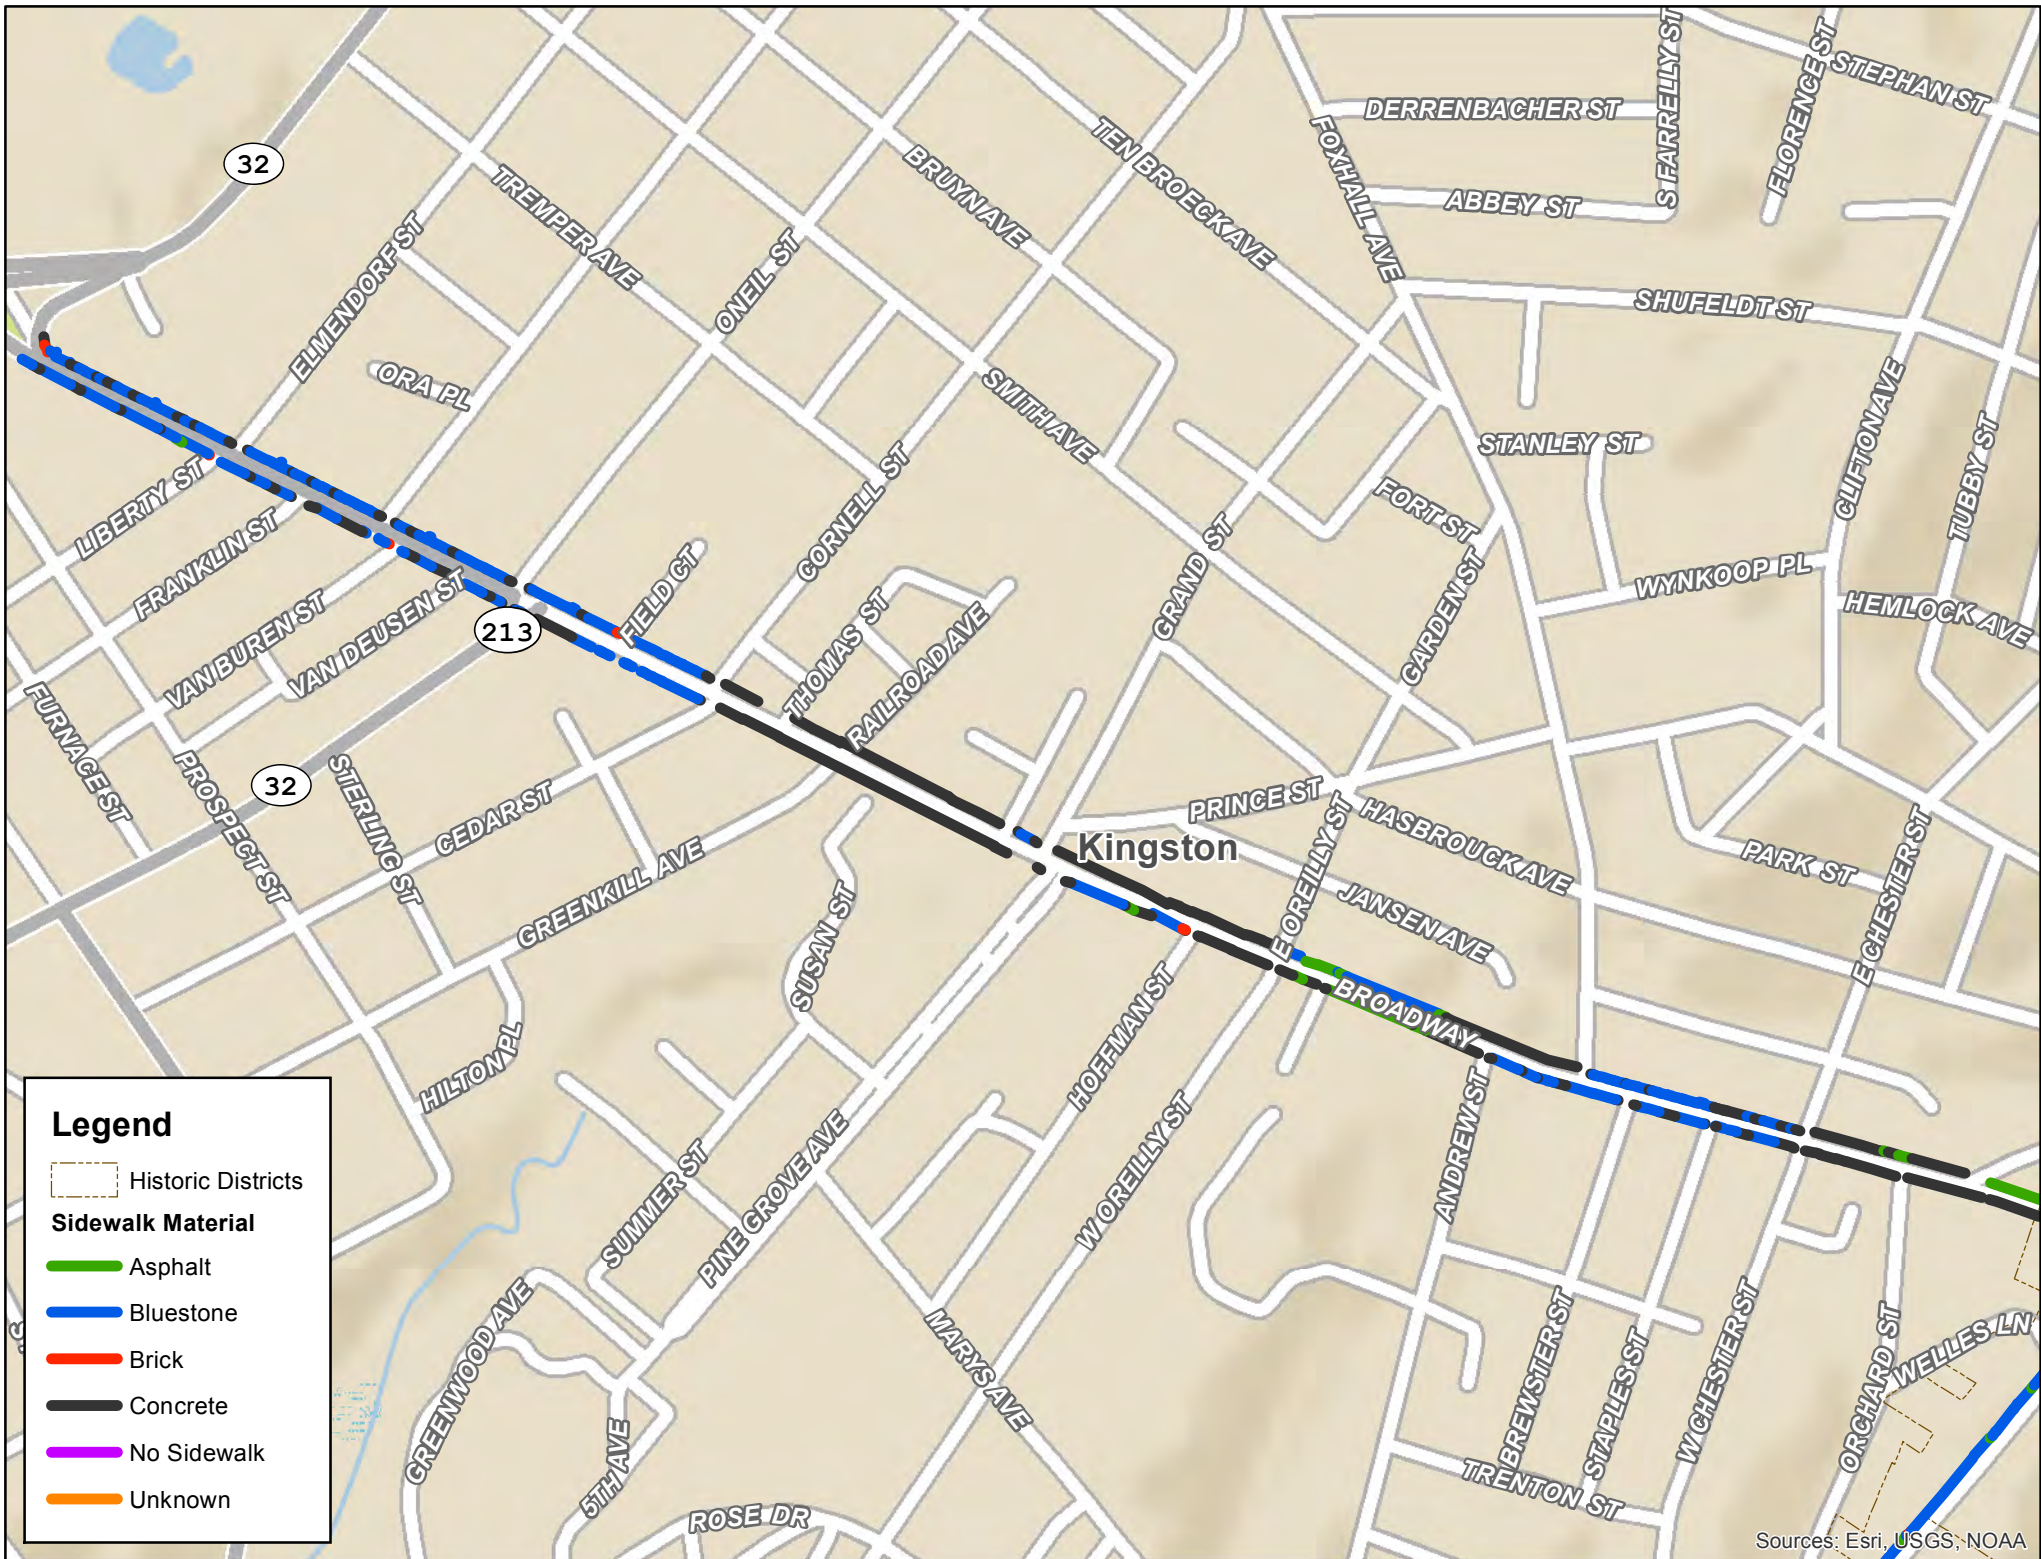 STEPHAN ST
S FARRELLY ST
FLORENCE ST
DERRENBACHER ST
FOXHALL AVE
TEN BROECK AVE
BRUYN AVE
32
TREMPER AVE
ABBEY ST
ELMENDORF ST
ONEIL ST
SHUFELDT ST
ORA PL
SMITH AVE
CLIFTON AVE
TUBBY ST
STANLEY ST
CORNELL ST
FORT ST
LIBERTY ST
FRANKLIN ST
GRAND ST
FIELD CT
WYNKOOP PL
HEMLOCK AVE
VAN BUREN ST
VAN DEUSEN ST
213
THOMAS ST
RAILROAD AVE
GARDEN ST
FURNACE ST
PROSPECT ST
32
STERLING ST
CEDAR ST
GREENKILL AVE
PRINCE ST
Kingston
HASBROUCK AVE
PARK ST
E CHESTER ST
E OREILLY ST
JANSEN AVE
SUSAN ST
BROADWAY
HOFFMAN ST
HILTON PL
W OREILLY ST
ANDREW ST
SUMMER ST
PINE GROVE AVE
GREENWOOD AVE
MARYS AVE
BREWSTER ST
STAPLES ST
W CHESTER ST
ORCHARD ST
WELLES LN
5TH AVE
ROSE DR
TRENTON ST
Legend
Historic Districts
Sidewalk Material
Asphalt
Bluestone
Brick
Concrete
No Sidewalk
Unknown
Sources: Esri, USGS, NOAA